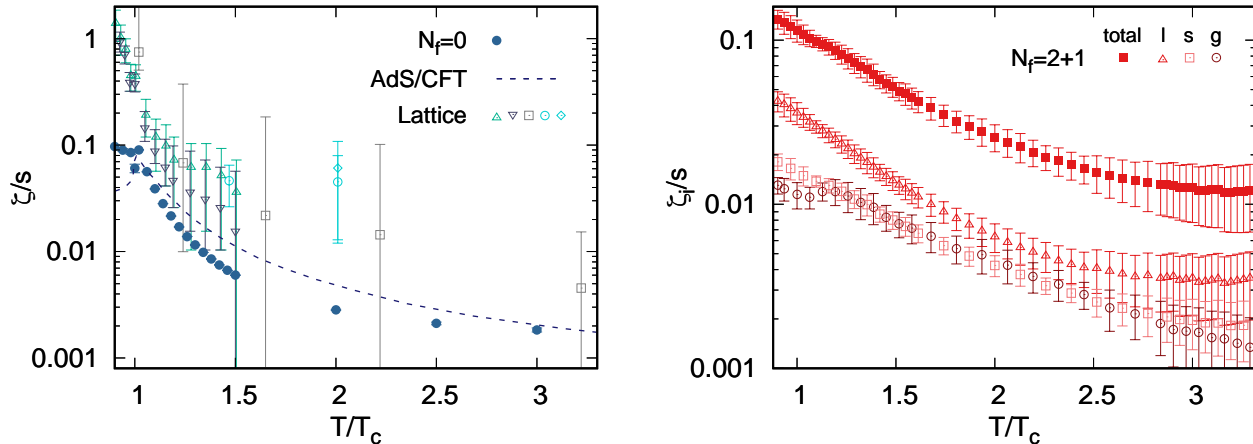 1
0.1
0.01
0.001
ζ/s
N_f=0
AdS/CFT
Lattice
1 1.5 2 2.5 3
T/T_c
0.1
0.01
0.001
ζ_i/s
total l s g
N_f=2+1
1 1.5 2 2.5 3
T/T_c